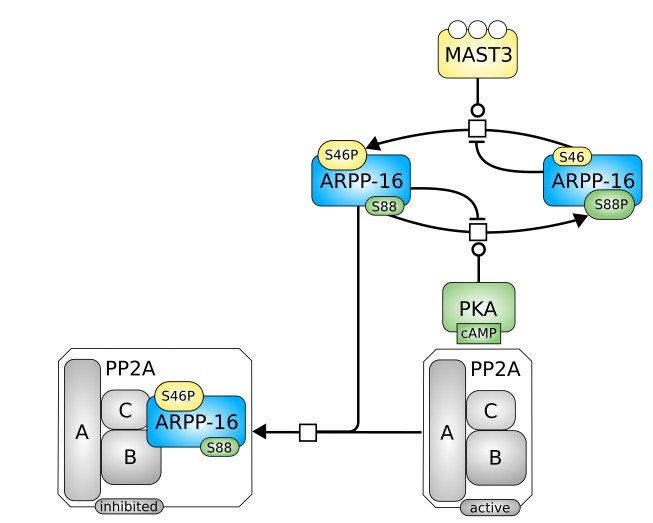 MAST3
S46P
ARPP-16
S88
S46
ARPP-16
S88P
PKA
cAMP
PP2A
A
C
B
S46P
ARPP-16
S88
inhibited
PP2A
A
C
B
active